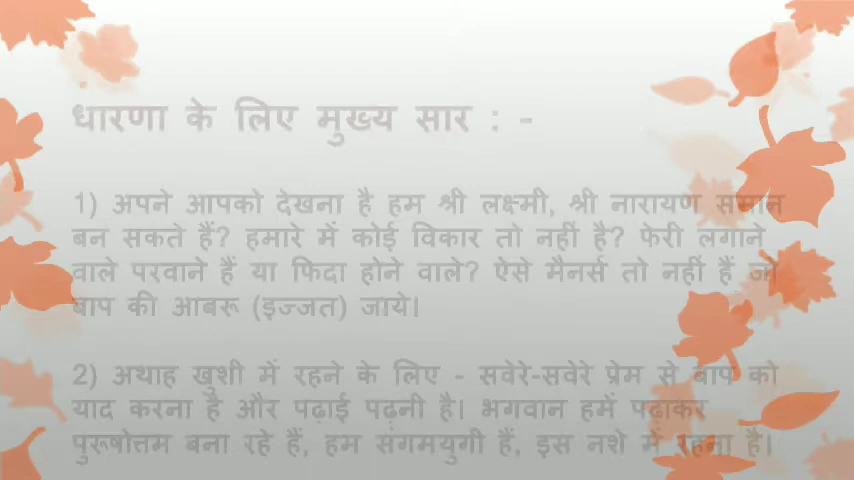 धारणा के लिए मुख्य सार : -
1) अपने आपको देखना है हम श्री लक्ष्मी, श्री नारायण समान
बन सकते हैं? हमारे में कोई विकार तो नहीं है? फेरी लगाने
वाले परवाने हैं या फिदा होने वाले? ऐसे मैनर्स तो नहीं हैं जो
बाप की आबरू (इज्जत) जाये।
2) अथाह खुशी में रहने के लिए - सवेरे-सवेरे प्रेम से बाप को
याद करना है और पढ़ाई पढ़नी है। भगवान हमें पढ़ाकर
पुरूषोत्तम बना रहे हैं, हम संगमयुगी हैं, इस नशे में रहना है।